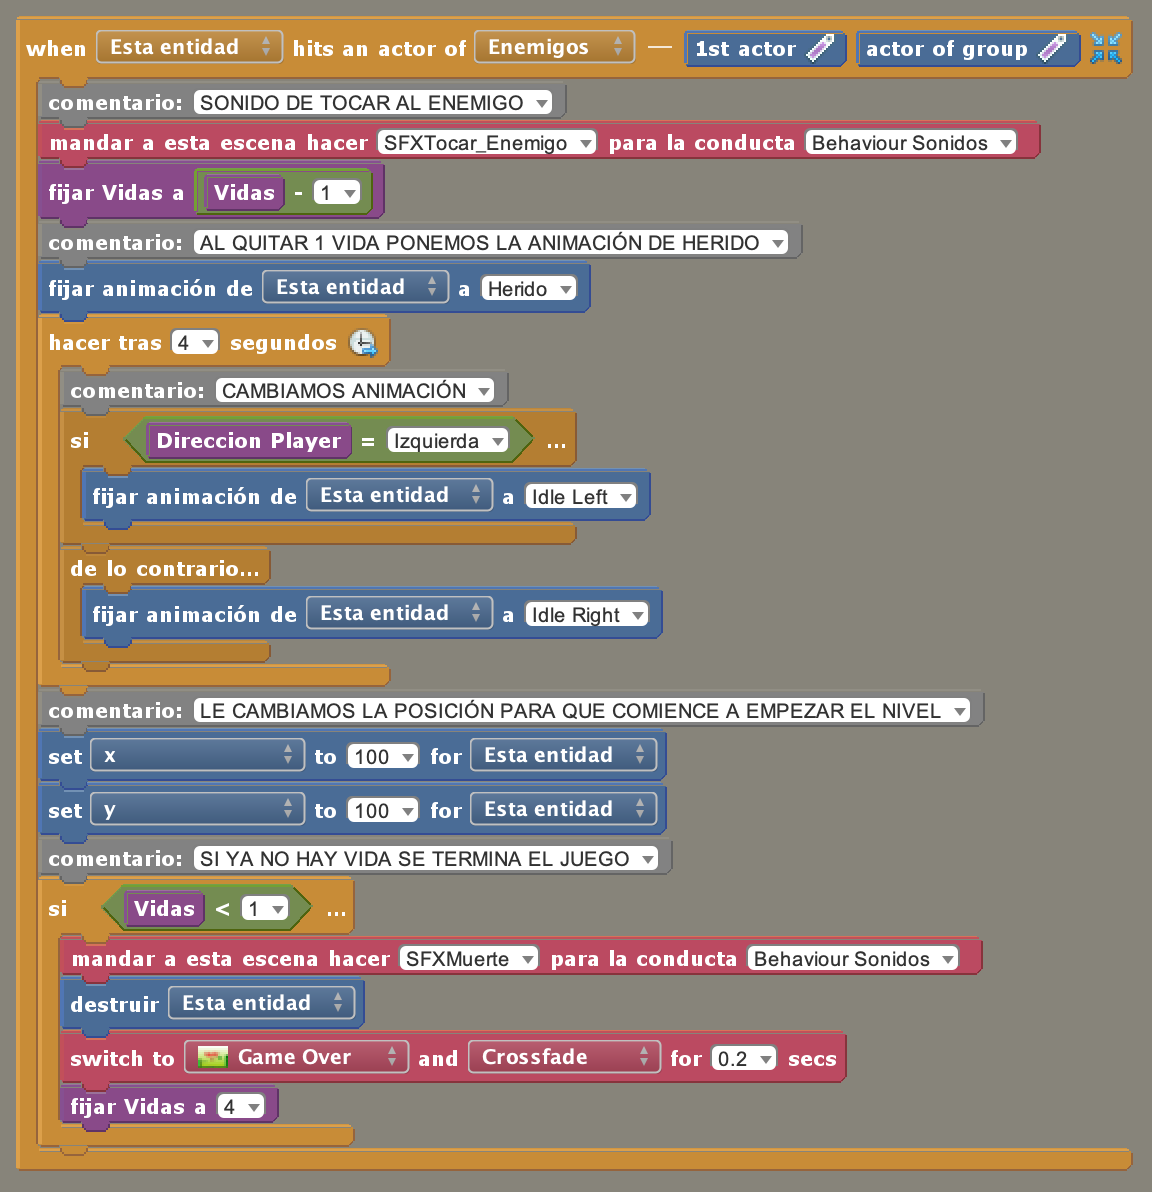 when Esta entidad hits an actor of Enemigos — 1st actor actor of group
comentario: SONIDO DE TOCAR AL ENEMIGO
mandar a esta escena hacer SFXTocar_Enemigo para la conducta Behaviour Sonidos
fijar Vidas a Vidas - 1
comentario: AL QUITAR 1 VIDA PONEMOS LA ANIMACIÓN DE HERIDO
fijar animación de Esta entidad a Herido
hacer tras 4 segundos
comentario: CAMBIAMOS ANIMACIÓN
si Direccion Player = Izquierda ...
fijar animación de Esta entidad a Idle Left
de lo contrario...
fijar animación de Esta entidad a Idle Right
comentario: LE CAMBIAMOS LA POSICIÓN PARA QUE COMIENCE A EMPEZAR EL NIVEL
set x to 100 for Esta entidad
set y to 100 for Esta entidad
comentario: SI YA NO HAY VIDA SE TERMINA EL JUEGO
si Vidas < 1 ...
mandar a esta escena hacer SFXMuerte para la conducta Behaviour Sonidos
destruir Esta entidad
switch to Game Over and Crossfade for 0.2 secs
fijar Vidas a 4